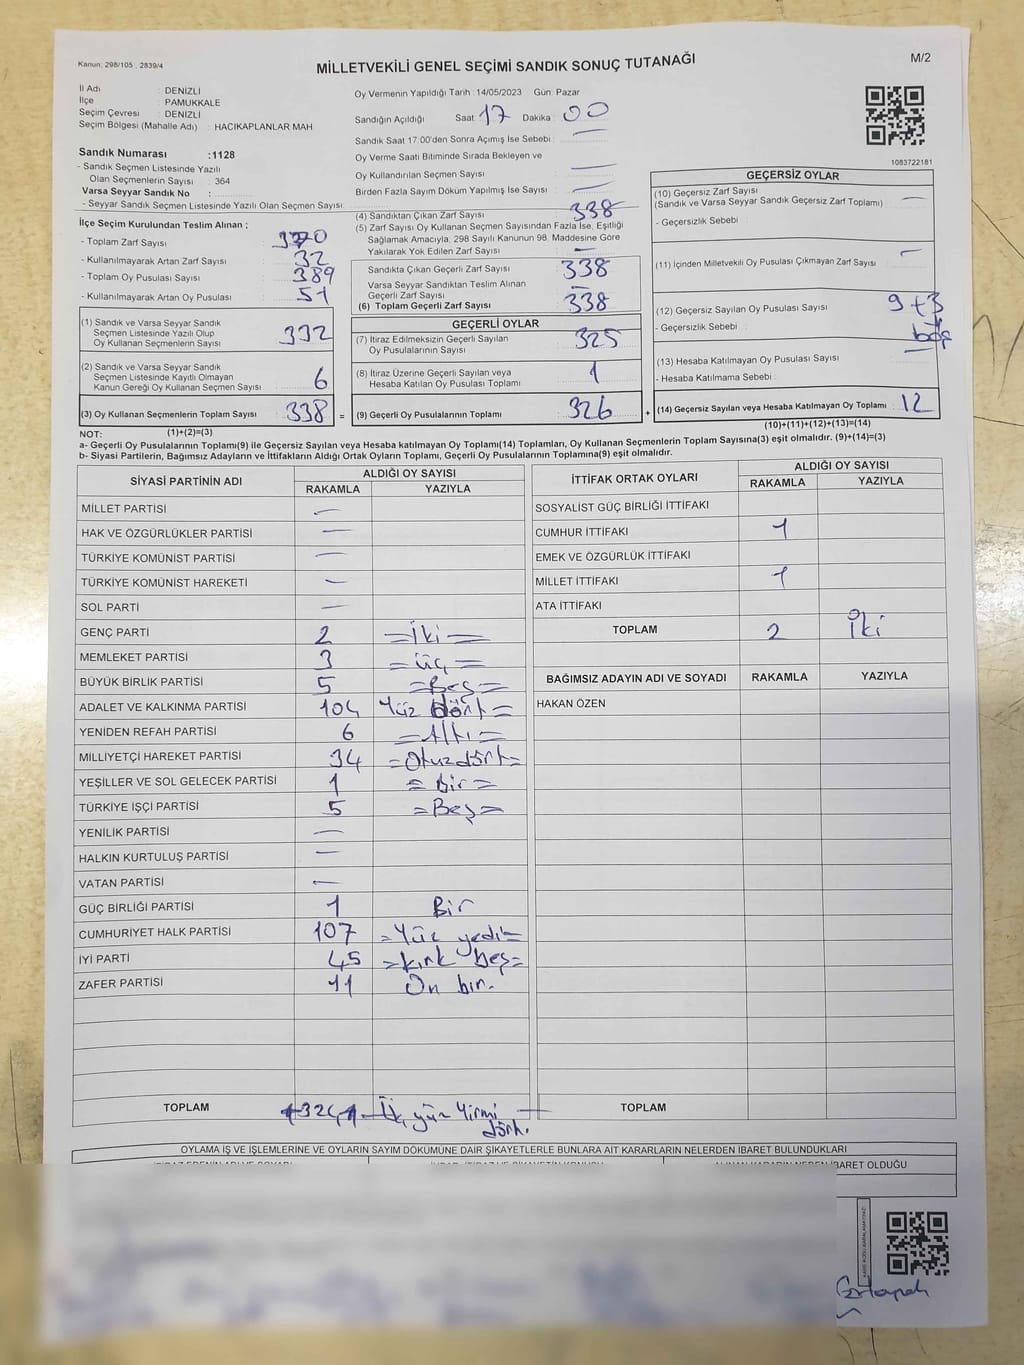 Kanun: 298/105 , 2839/4
MİLLETVEKİLİ GENEL SEÇİMİ SANDIK SONUÇ TUTANAĞI
M/2
İl Adı : DENİZLİ
İlçe : PAMUKKALE
Seçim Çevresi : DENİZLİ
Seçim Bölgesi (Mahalle Adı) : HACIKAPLANLAR MAH
Sandık Numarası :1128
- Sandık Seçmen Listesinde Yazılı
Olan Seçmenlerin Sayısı : 364
Varsa Seyyar Sandık No :
- Seyyar Sandık Seçmen Listesinde Yazılı Olan Seçmen Sayısı:
Oy Vermenin Yapıldığı Tarih : 14/05/2023 Gün: Pazar
Sandığın Açıldığı Saat : 17 Dakika : 00
Sandık Saat 17:00'den Sonra Açımış İse Sebebi : —
Oy Verme Saati Bitiminde Sırada Bekleyen ve
Oy Kullandırılan Seçmen Sayısı : —
Birden Fazla Sayım Döküm Yapılmış İse Sayısı : —
1083722181
İlçe Seçim Kurulundan Teslim Alınan ;
- Toplam Zarf Sayısı : 370
- Kullanılmayarak Artan Zarf Sayısı : 32
- Toplam Oy Pusulası Sayısı : 389
- Kullanılmayarak Artan Oy Pusulası : 51
(1) Sandık ve Varsa Seyyar Sandık
Seçmen Listesinde Yazılı Olup
Oy Kullanan Seçmenlerin Sayısı : 332
(2) Sandık ve Varsa Seyyar Sandık
Seçmen Listesinde Kayıtlı Olmayan
Kanun Gereği Oy Kullanan Seçmen Sayısı : 6
(3) Oy Kullanan Seçmenlerin Toplam Sayısı : 338 =
(4) Sandıktan Çıkan Zarf Sayısı : 338
(5) Zarf Sayısı Oy Kullanan Seçmen Sayısından Fazla İse, Eşitliği
Sağlamak Amacıyla, 298 Sayılı Kanunun 98. Maddesine Göre
Yakılarak Yok Edilen Zarf Sayısı : —
Sandıkta Çıkan Geçerli Zarf Sayısı : 338
Varsa Seyyar Sandıktan Teslim Alınan
Geçerli Zarf Sayısı : —
(6) Toplam Geçerli Zarf Sayısı : 338
GEÇERLİ OYLAR
(7) İtiraz Edilmeksizin Geçerli Sayılan
Oy Pusulalarının Sayısı : 325
(8) İtiraz Üzerine Geçerli Sayılan veya
Hesaba Katılan Oy Pusulası Toplamı : 1
(9) Geçerli Oy Pusulalarının Toplamı : 326 +
GEÇERSİZ OYLAR
(10) Geçersiz Zarf Sayısı : —
(Sandık ve Varsa Seyyar Sandık Geçersiz Zarf Toplamı)
- Geçersizlik Sebebi :
(11) İçinden Milletvekili Oy Pusulası Çıkmayan Zarf Sayısı : —
(12) Geçersiz Sayılan Oy Pusulası Sayısı : 9+3
- Geçersizlik Sebebi : boş
(13) Hesaba Katılmayan Oy Pusulası Sayısı : —
- Hesaba Katılmama Sebebi :
(14) Geçersiz Sayılan veya Hesaba Katılmayan Oy Toplamı : 12
(10)+(11)+(12)+(13)=(14)
NOT: (1)+(2)=(3)
a- Geçerli Oy Pusulalarının Toplamı(9) ile Geçersiz Sayılan veya Hesaba katılmayan Oy Toplamı(14) Toplamları, Oy Kullanan Seçmenlerin Toplam Sayısına(3) eşit olmalıdır. (9)+(14)=(3)
b- Siyasi Partilerin, Bağımsız Adayların ve İttifakların Aldığı Ortak Oyların Toplamı, Geçerli Oy Pusulalarının Toplamına(9) eşit olmalıdır.
SİYASİ PARTİNİN ADI ALDIĞI OY SAYISI
RAKAMLA YAZIYLA
MİLLET PARTİSİ —
HAK VE ÖZGÜRLÜKLER PARTİSİ —
TÜRKİYE KOMÜNİST PARTİSİ —
TÜRKİYE KOMÜNİST HAREKETİ —
SOL PARTİ —
GENÇ PARTİ 2 =İki=
MEMLEKET PARTİSİ 3 =üç=
BÜYÜK BİRLİK PARTİSİ 5 =Beş=
ADALET VE KALKINMA PARTİSİ 104 Yüz dört=
YENİDEN REFAH PARTİSİ 6 =Altı=
MİLLİYETÇİ HAREKET PARTİSİ 34 =Otuzdört=
YEŞİLLER VE SOL GELECEK PARTİSİ 1 =bir=
TÜRKİYE İŞÇİ PARTİSİ 5 =Beş=
YENİLİK PARTİSİ —
HALKIN KURTULUŞ PARTİSİ —
VATAN PARTİSİ —
GÜÇ BİRLİĞİ PARTİSİ 1 Bir
CUMHURİYET HALK PARTİSİ 107 =Yüz yedi=
İYİ PARTİ 45 =kırk beş=
ZAFER PARTİSİ 11 On bir.
TOPLAM 324 Üç yüz Yirmi
dört.
İTTİFAK ORTAK OYLARI ALDIĞI OY SAYISI
RAKAMLA YAZIYLA
SOSYALİST GÜÇ BİRLİĞİ İTTİFAKI
CUMHUR İTTİFAKI 1
EMEK VE ÖZGÜRLÜK İTTİFAKI
MİLLET İTTİFAKI 1
ATA İTTİFAKI
TOPLAM 2 İki
BAĞIMSIZ ADAYIN ADI VE SOYADI RAKAMLA YAZIYLA
HAKAN ÖZEN
TOPLAM
OYLAMA İŞ VE İŞLEMLERİNE VE OYLARIN SAYIM DÖKÜMÜNE DAİR ŞİKAYETLERLE BUNLARA AİT KARARLARIN NELERDEN İBARET BULUNDUKLARI
İBARET OLDUĞU